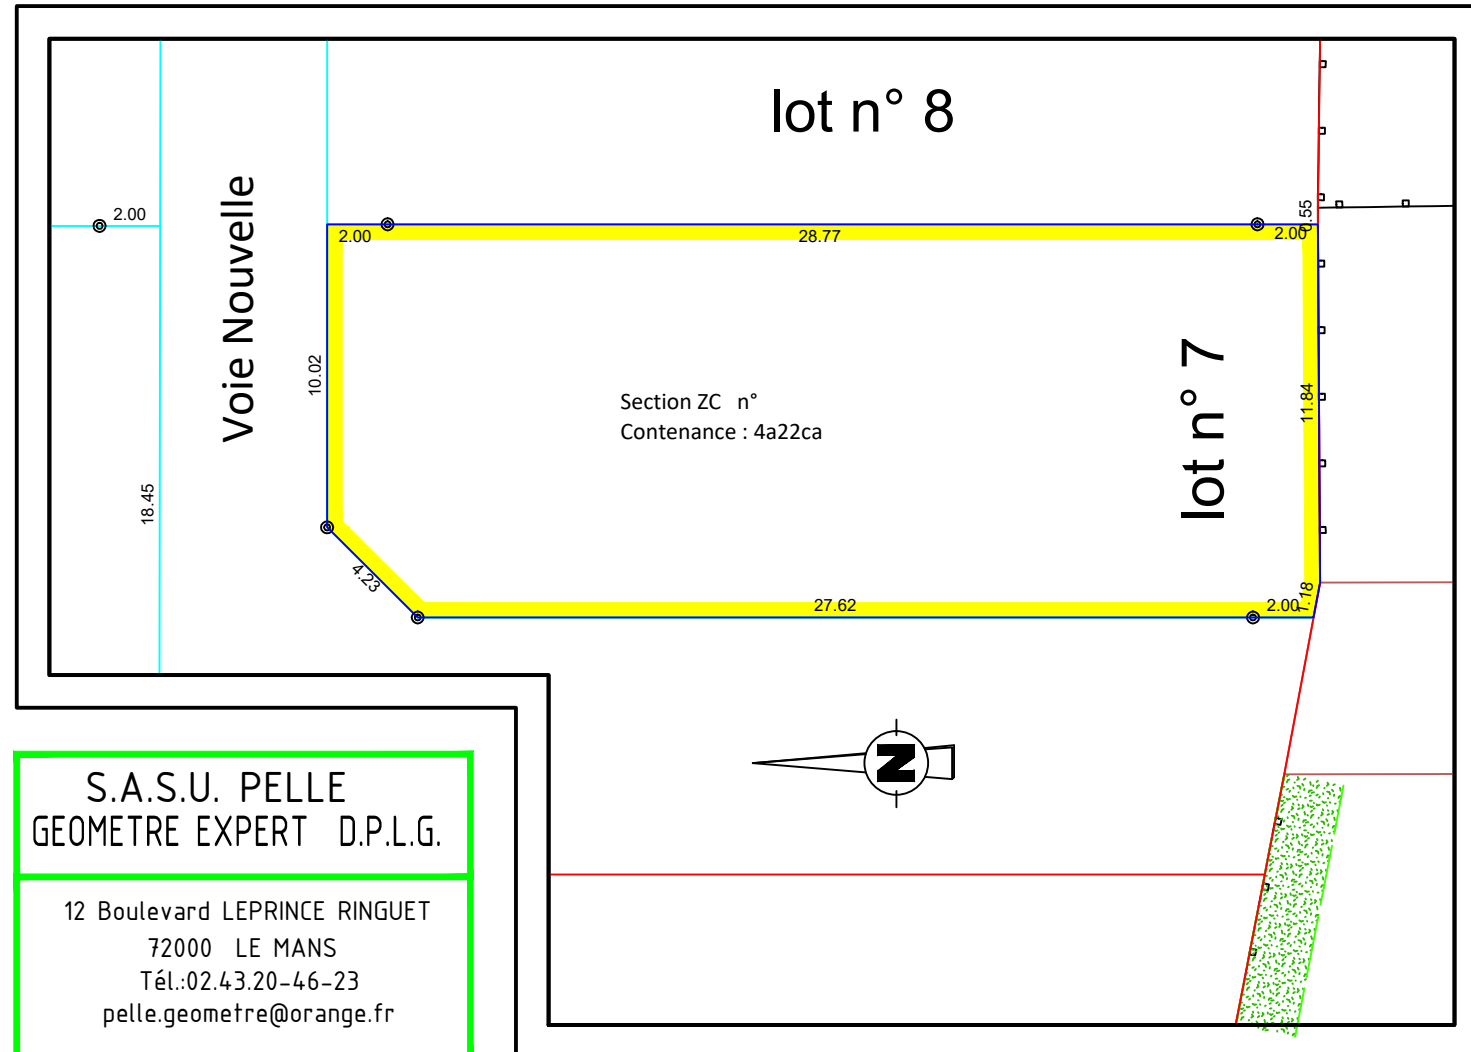 lot n° 8
Voie Nouvelle
2.00
2.00
28.77
2.00
0.55
10.02
18.45
Section ZC n°
Contenance : 4a22ca
lot n° 7
11.84
4.23
27.62
2.00
1.18
N
S.A.S.U. PELLE
GEOMETRE EXPERT D.P.L.G.
12 Boulevard LEPRINCE RINGUET
72000 LE MANS
Tél.:02.43.20-46-23
pelle.geometre@orange.fr